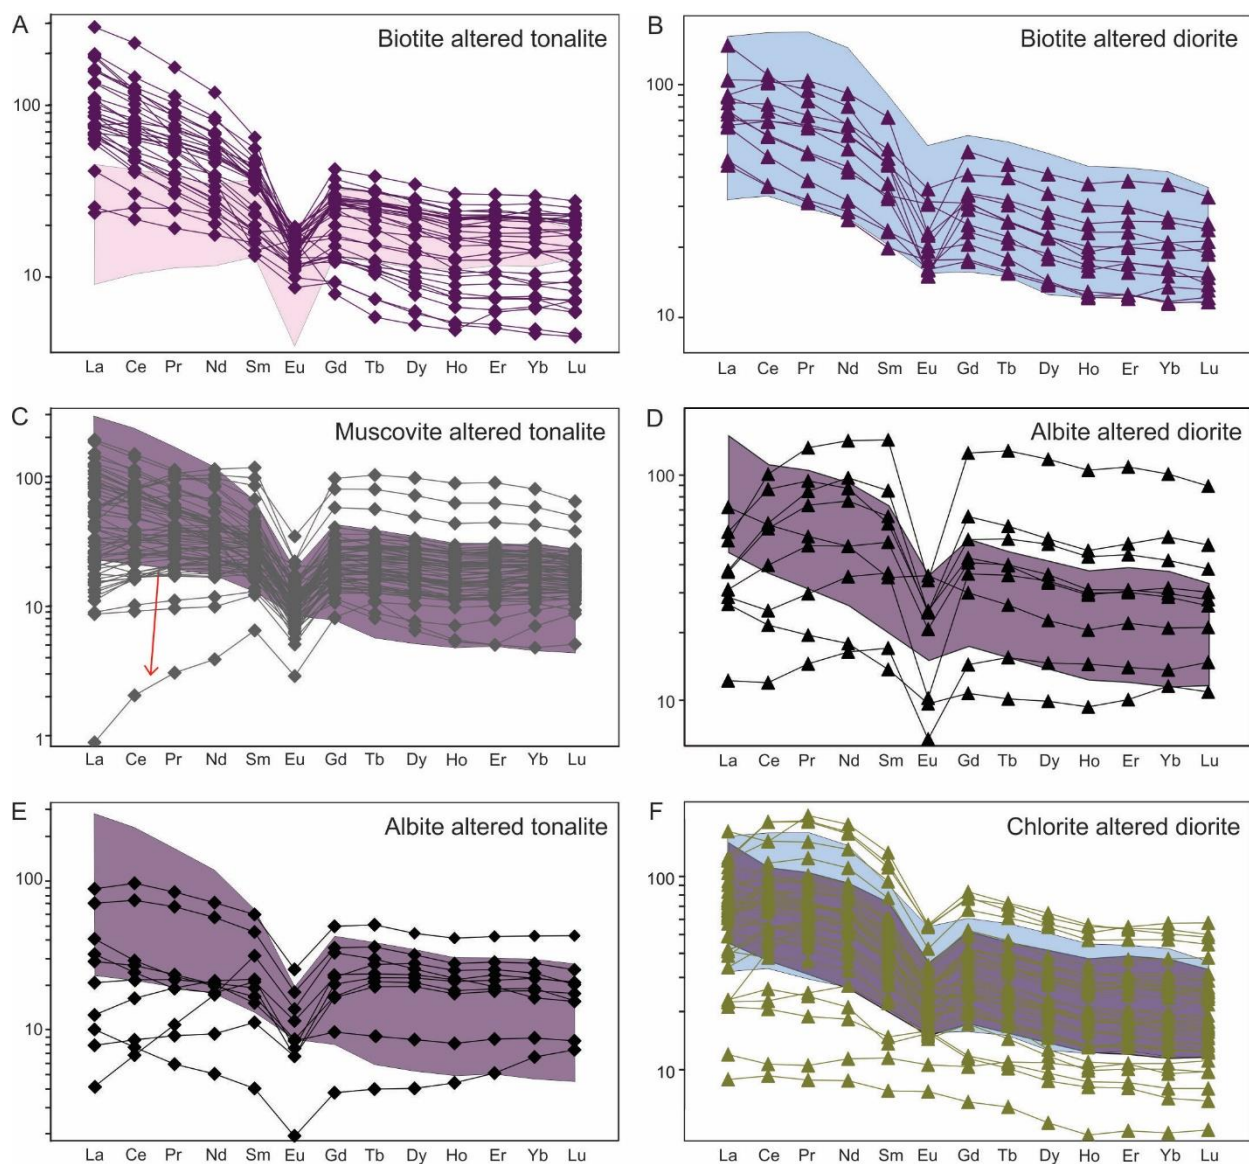 A
Biotite altered tonalite
100
10
La Ce Pr Nd Sm Eu Gd Tb Dy Ho Er Yb Lu
B
Biotite altered diorite
100
10
La Ce Pr Nd Sm Eu Gd Tb Dy Ho Er Yb Lu
C
Muscovite altered tonalite
100
10
1
La Ce Pr Nd Sm Eu Gd Tb Dy Ho Er Yb Lu
D
Albite altered diorite
100
10
La Ce Pr Nd Sm Eu Gd Tb Dy Ho Er Yb Lu
E
Albite altered tonalite
100
10
La Ce Pr Nd Sm Eu Gd Tb Dy Ho Er Yb Lu
F
Chlorite altered diorite
100
10
La Ce Pr Nd Sm Eu Gd Tb Dy Ho Er Yb Lu